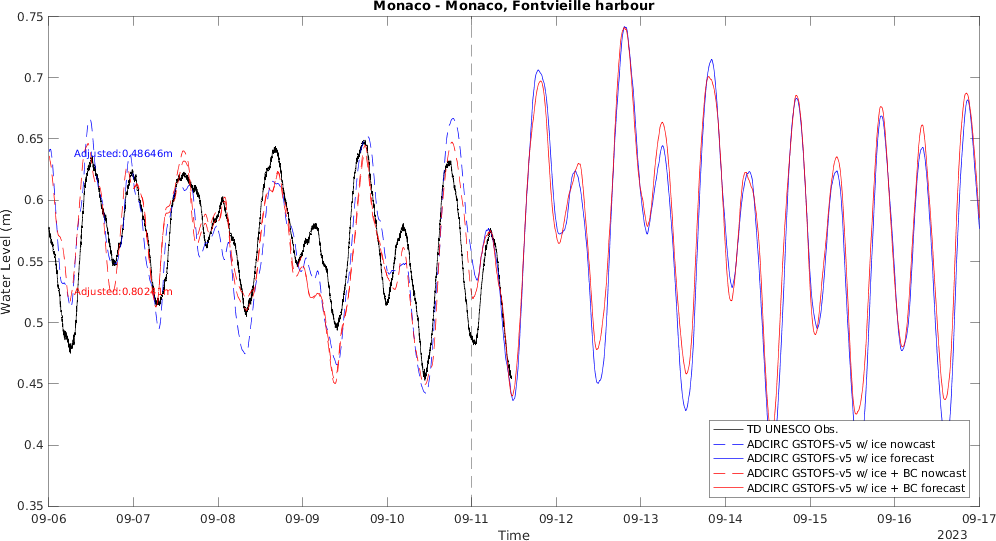 Monaco - Monaco, Fontvieille harbour
0.75
0.7
0.65
0.6
0.55
0.5
0.45
0.4
0.35
Water Level (m)
Adjusted:0.48646m
TD UNESCO Obs.
ADCIRC GSTOFS-v5 w/ ice nowcast
ADCIRC GSTOFS-v5 w/ ice forecast
ADCIRC GSTOFS-v5 w/ ice + BC nowcast
ADCIRC GSTOFS-v5 w/ ice + BC forecast
09-06 09-07 09-08 09-09 09-10 09-11 09-12 09-13 09-14 09-15 09-16 09-17
Time
2023